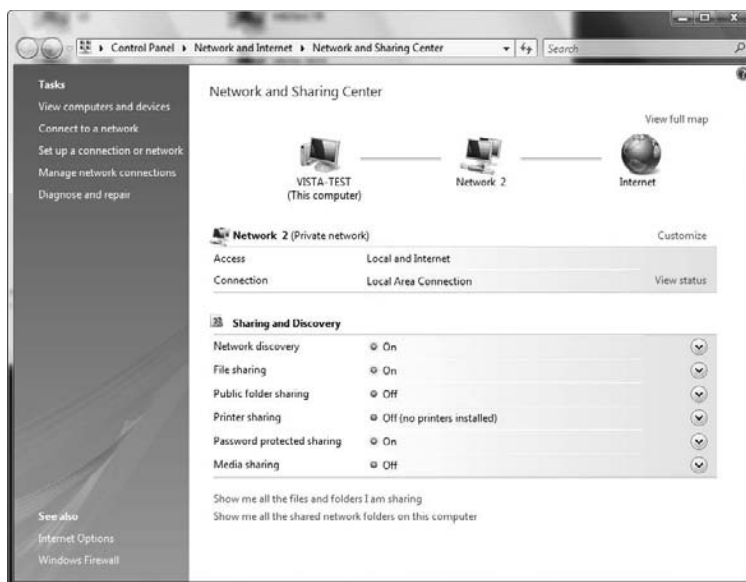 Control Panel Network and Internet Network and Sharing Center Search
Tasks
View computers and devices
Connect to a network
Set up a connection or network
Manage network connections
Diagnose and repair
Network and Sharing Center
View full map
VISTA-TEST
(This computer)
Network 2
Internet
Network 2 (Private network) Customize
Access Local and Internet
Connection Local Area Connection View status
Sharing and Discovery
Network discovery On
File sharing On
Public folder sharing Off
Printer sharing Off (no printers installed)
Password protected sharing On
Media sharing Off
Show me all the files and folders I am sharing
Show me all the shared network folders on this computer
See also
Internet Options
Windows Firewall